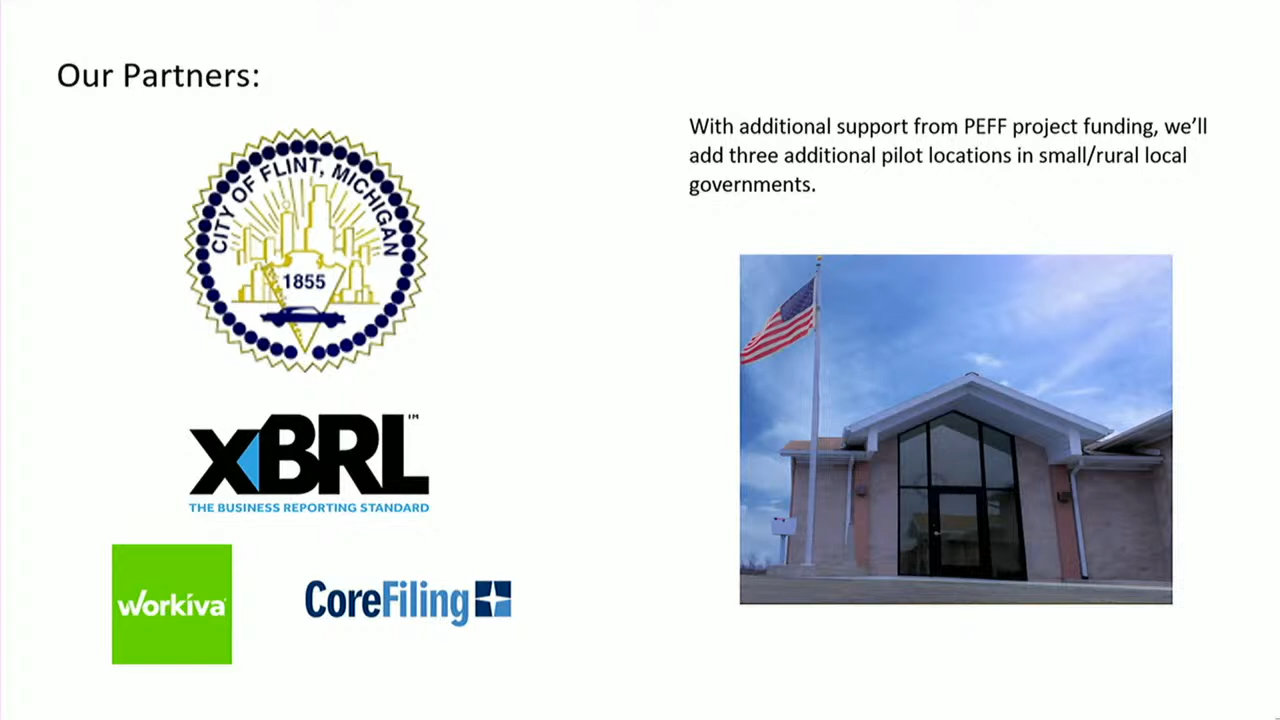 Our Partners:
CITY OF FLINT, MICHIGAN
1855
XBRL™
THE BUSINESS REPORTING STANDARD
workiva
CoreFiling
With additional support from PEFF project funding, we’ll
add three additional pilot locations in small/rural local
governments.